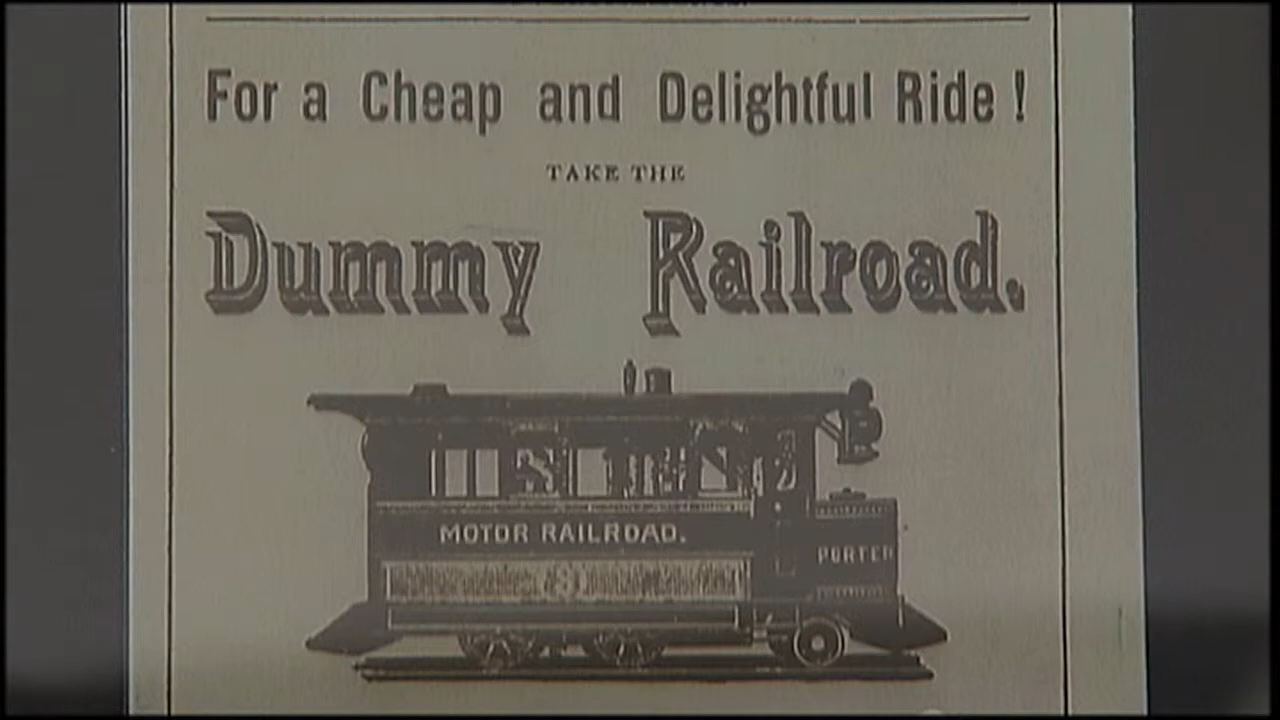 For a Cheap and Delightful Ride!
TAKE THE
Dummy Railroad.
MOTOR RAILROAD.
PORTER